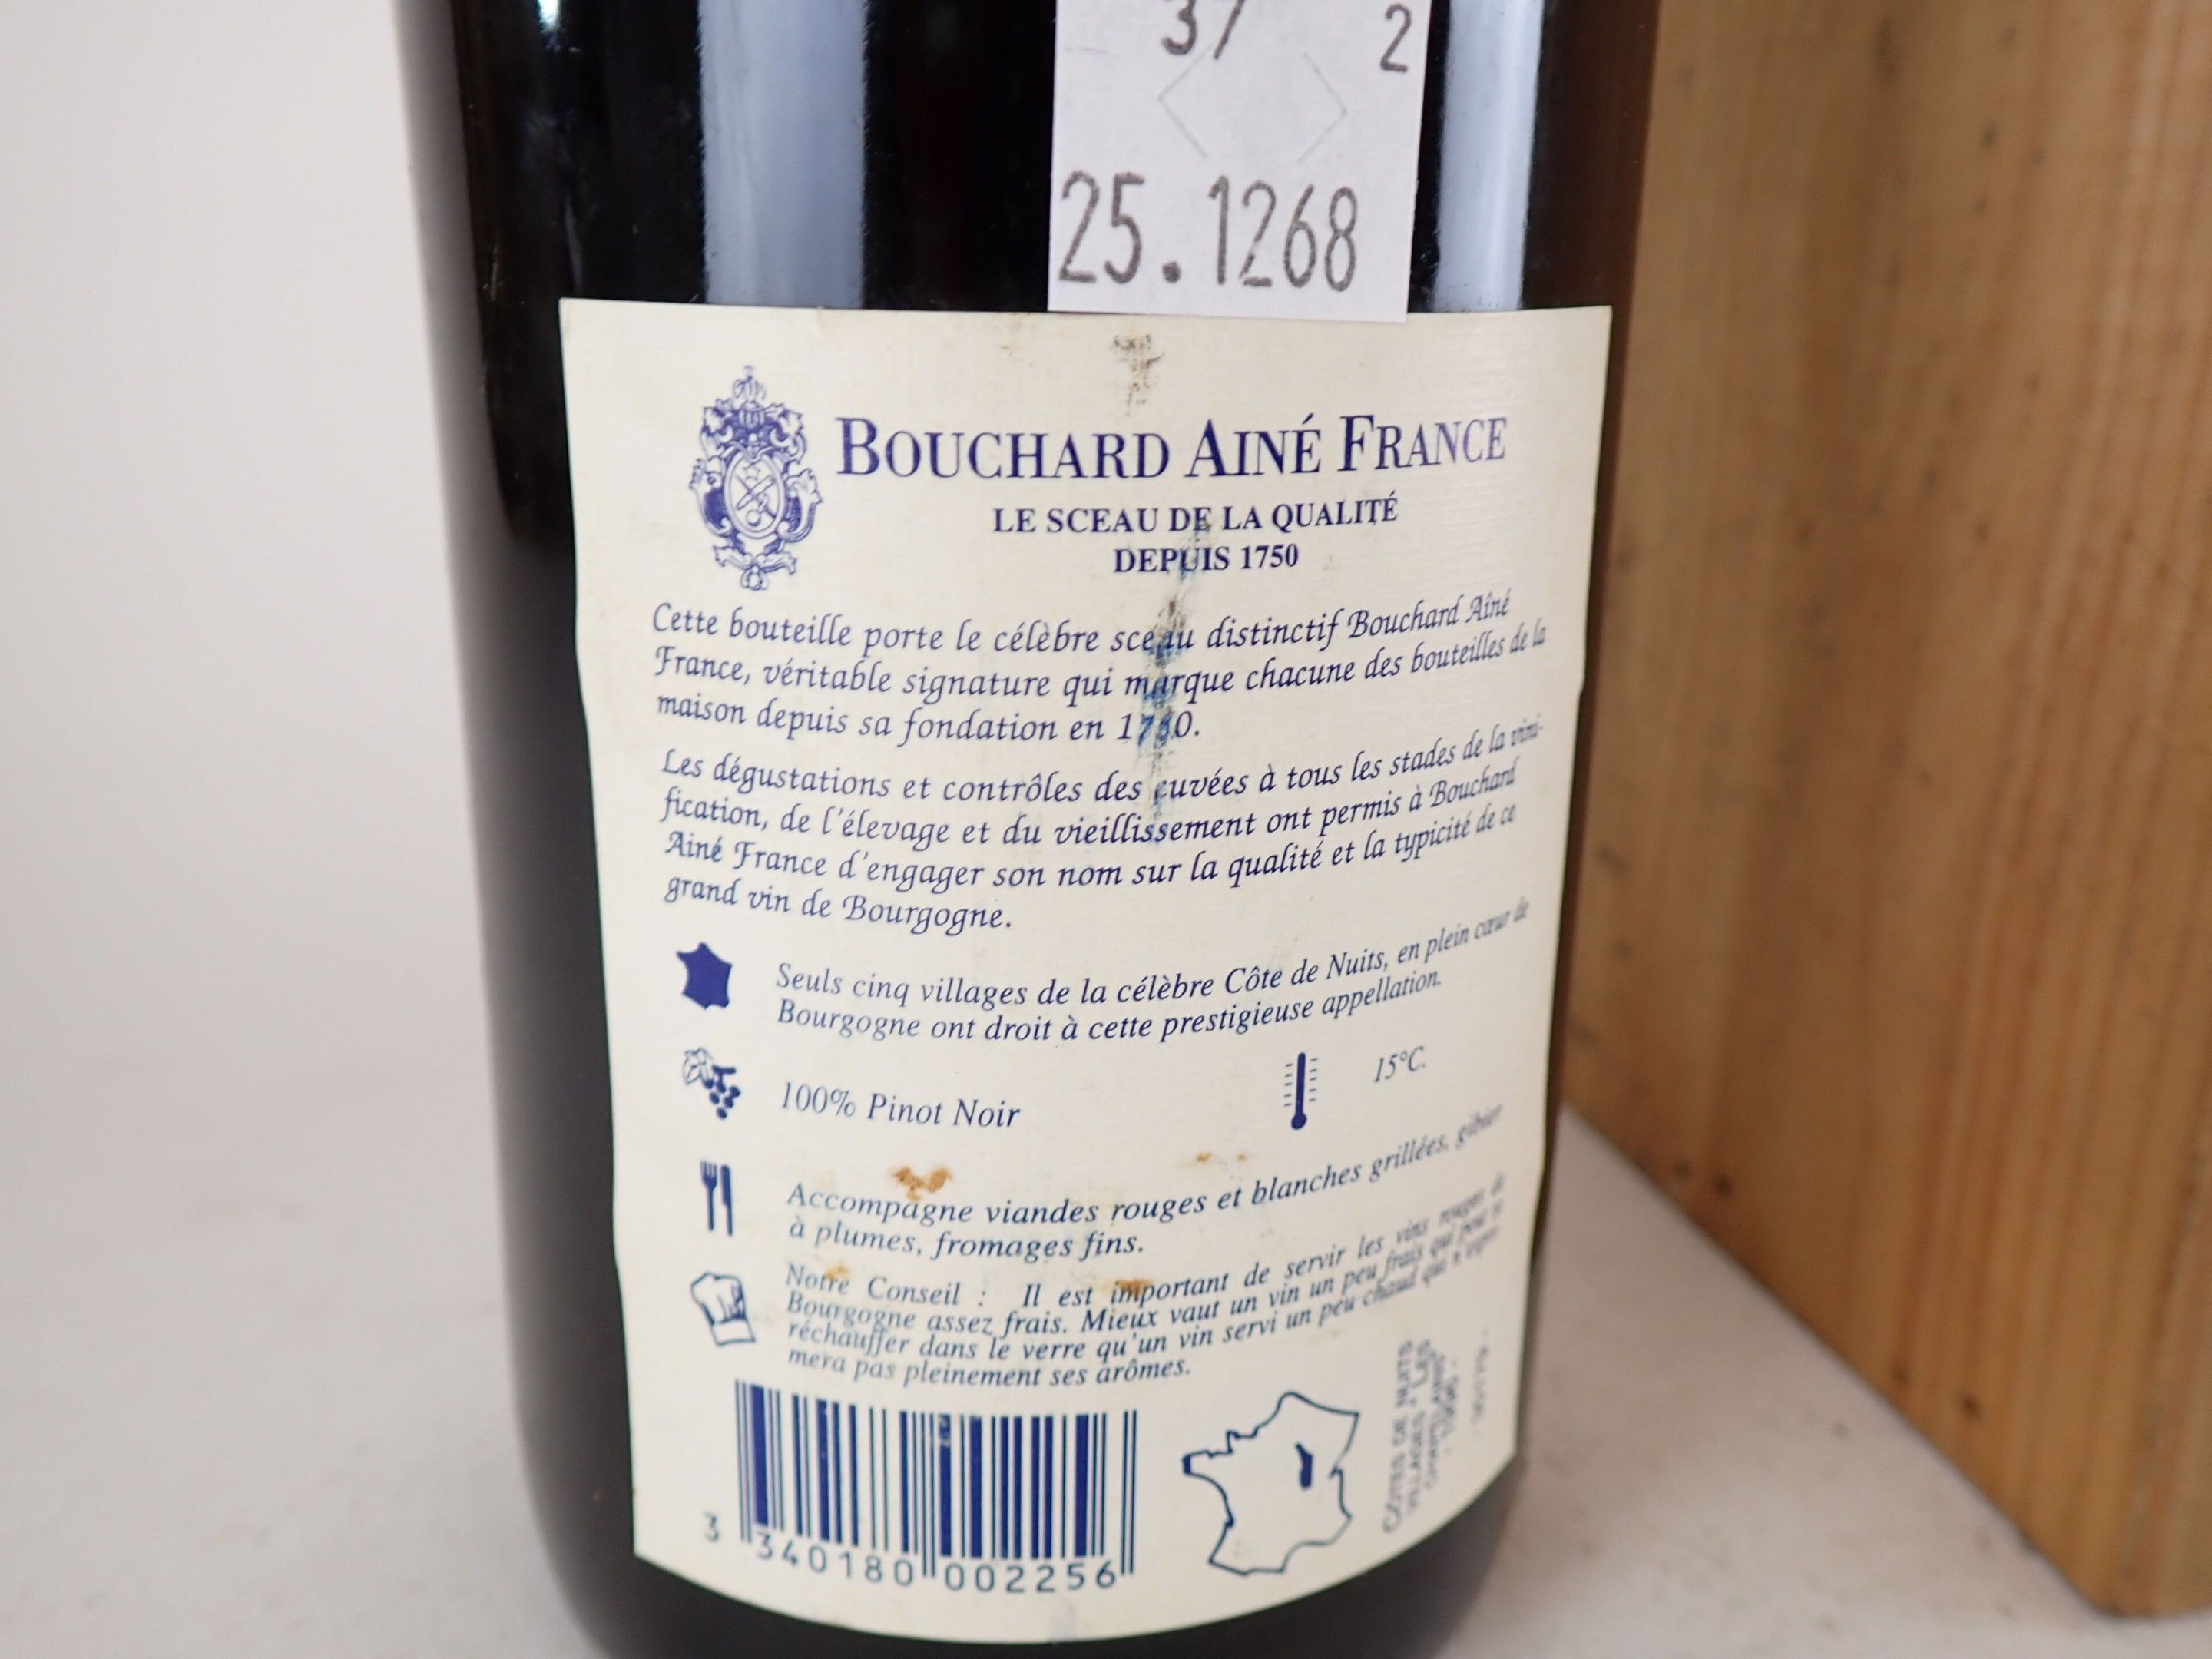 37 2
25.1268
BOUCHARD AINÉ FRANCE
LE SCEAU DE LA QUALITÉ
DEPUIS 1750
Cette bouteille porte le célèbre sceau distinctif Bouchard Aîné
France, véritable signature qui marque chacune des bouteilles de la
maison depuis sa fondation en 1750.
Les dégustations et contrôles des cuvées à tous les stades de la vini-
fication, de l'élevage et du vieillissement ont permis à Bouchard
Ainé France d'engager son nom sur la qualité et la typicité de ce
grand vin de Bourgogne.
Seuls cinq villages de la célèbre Côte de Nuits, en plein cœur de
Bourgogne ont droit à cette prestigieuse appellation.
100% Pinot Noir
15°C.
Accompagne viandes rouges et blanches grillées, gibier
à plumes, fromages fins.
Notre Conseil : Il est important de servir les vins rouges de
Bourgogne assez frais. Mieux vaut un vin un peu frais qui peut se
réchauffer dans le verre qu'un vin servi un peu chaud qui n'expri-
mera pas pleinement ses arômes.
3 340180 002256
COTES DE NUITS
VILLAGES " LES